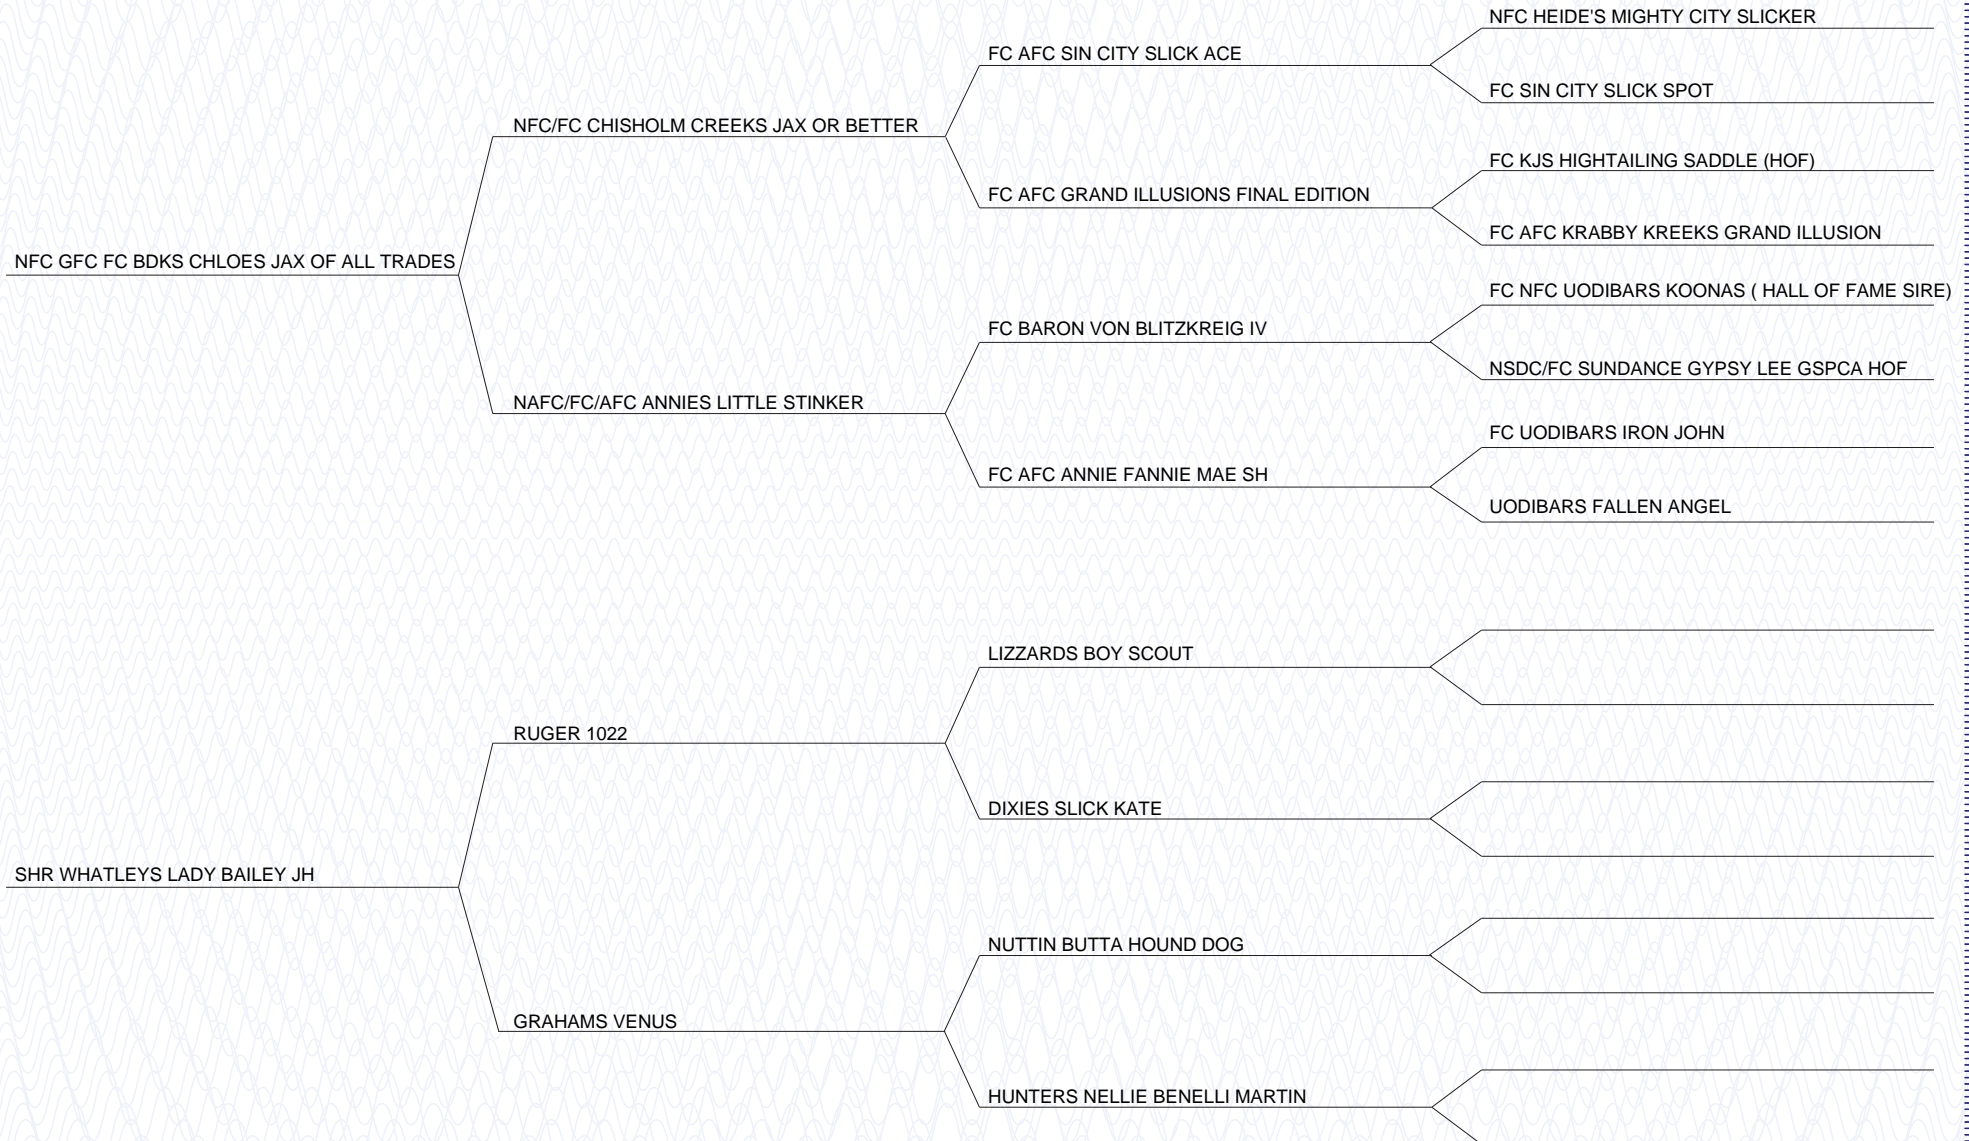 NFC HEIDE'S MIGHTY CITY SLICKER
FC AFC SIN CITY SLICK ACE
FC SIN CITY SLICK SPOT
NFC/FC CHISHOLM CREEKS JAX OR BETTER
FC KJS HIGHTAILING SADDLE (HOF)
FC AFC GRAND ILLUSIONS FINAL EDITION
FC AFC KRABBY KREEKS GRAND ILLUSION
NFC GFC FC BDKS CHLOES JAX OF ALL TRADES
FC NFC UODIBARS KOONAS ( HALL OF FAME SIRE)
FC BARON VON BLITZKREIG IV
NSDC/FC SUNDANCE GYPSY LEE GSPCA HOF
NAFC/FC/AFC ANNIES LITTLE STINKER
FC UODIBARS IRON JOHN
FC AFC ANNIE FANNIE MAE SH
UODIBARS FALLEN ANGEL
LIZZARDS BOY SCOUT
RUGER 1022
DIXIES SLICK KATE
SHR WHATLEYS LADY BAILEY JH
NUTTIN BUTTA HOUND DOG
GRAHAMS VENUS
HUNTERS NELLIE BENELLI MARTIN